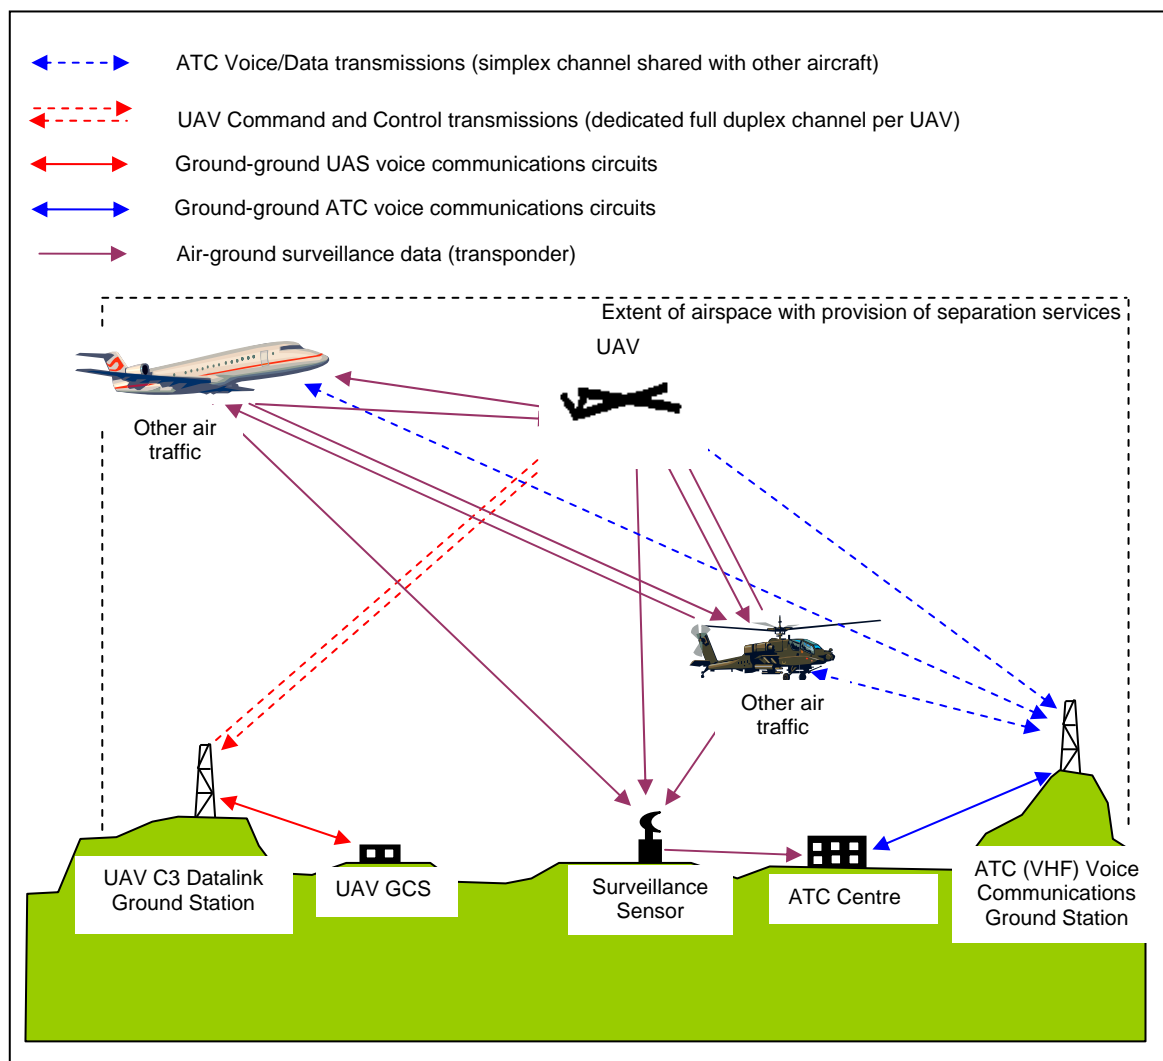 ATC Voice/Data transmissions (simplex channel shared with other aircraft)
UAV Command and Control transmissions (dedicated full duplex channel per UAV)
Ground-ground UAS voice communications circuits
Ground-ground ATC voice communications circuits
Air-ground surveillance data (transponder)
Extent of airspace with provision of separation services
UAV
Other air
traffic
Other air
traffic
UAV C3 Datalink
Ground Station
UAV GCS
Surveillance
Sensor
ATC Centre
ATC (VHF) Voice
Communications
Ground Station